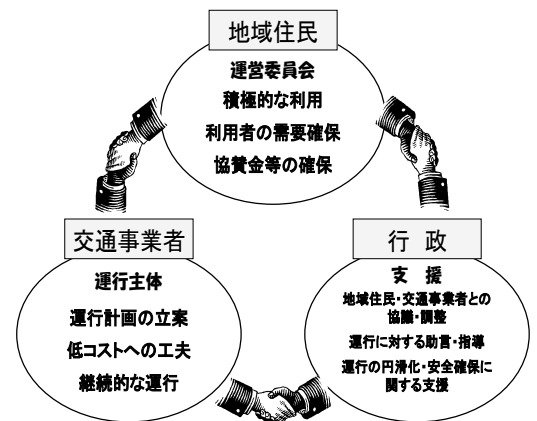 地域住民
運営委員会
積極的な利用
利用者の需要確保
協賛金等の確保
交通事業者
運行主体
運行計画の立案
低コストへの工夫
継続的な運行
行 政
支 援
地域住民・交通事業者との
協議・調整
運行に対する助言・指導
運行の円滑化・安全確保に
関する支援